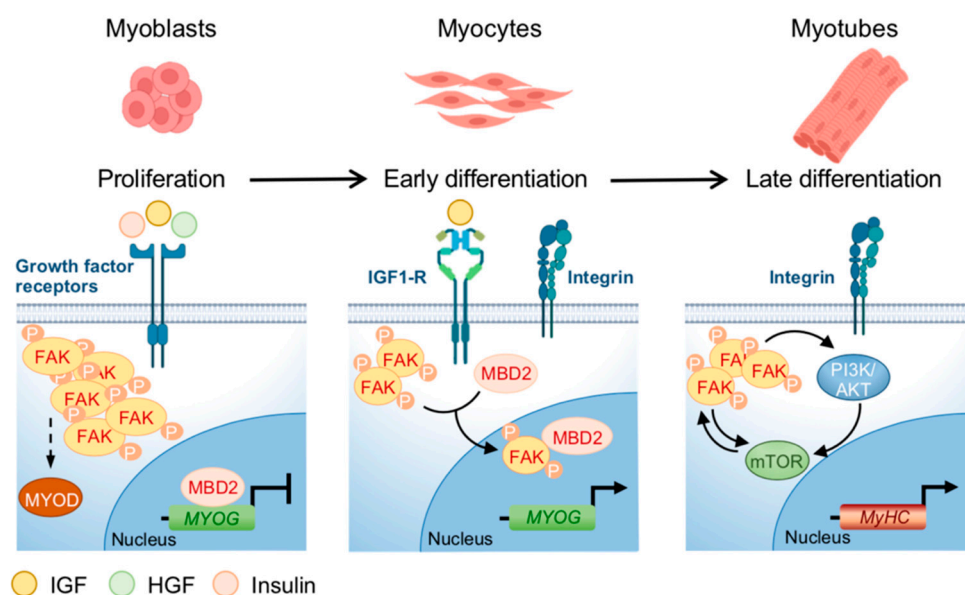 Myoblasts
Myocytes
Myotubes
Proliferation
Early differentiation
Late differentiation
Growth factor
receptors
P
FAK
P
P
P
P
AK
P
FAK
P
P
FAK
P
FAK
P
MYOD
MBD2
MYOG
Nucleus
IGF1-R
Integrin
P
P
FAK
P
FAK
P
MBD2
P
FAK
P
MBD2
MYOG
Nucleus
Integrin
P
P
P
FAK
FAK
P
FAK
P
PI3K/
AKT
mTOR
MyHC
Nucleus
IGF
HGF
Insulin